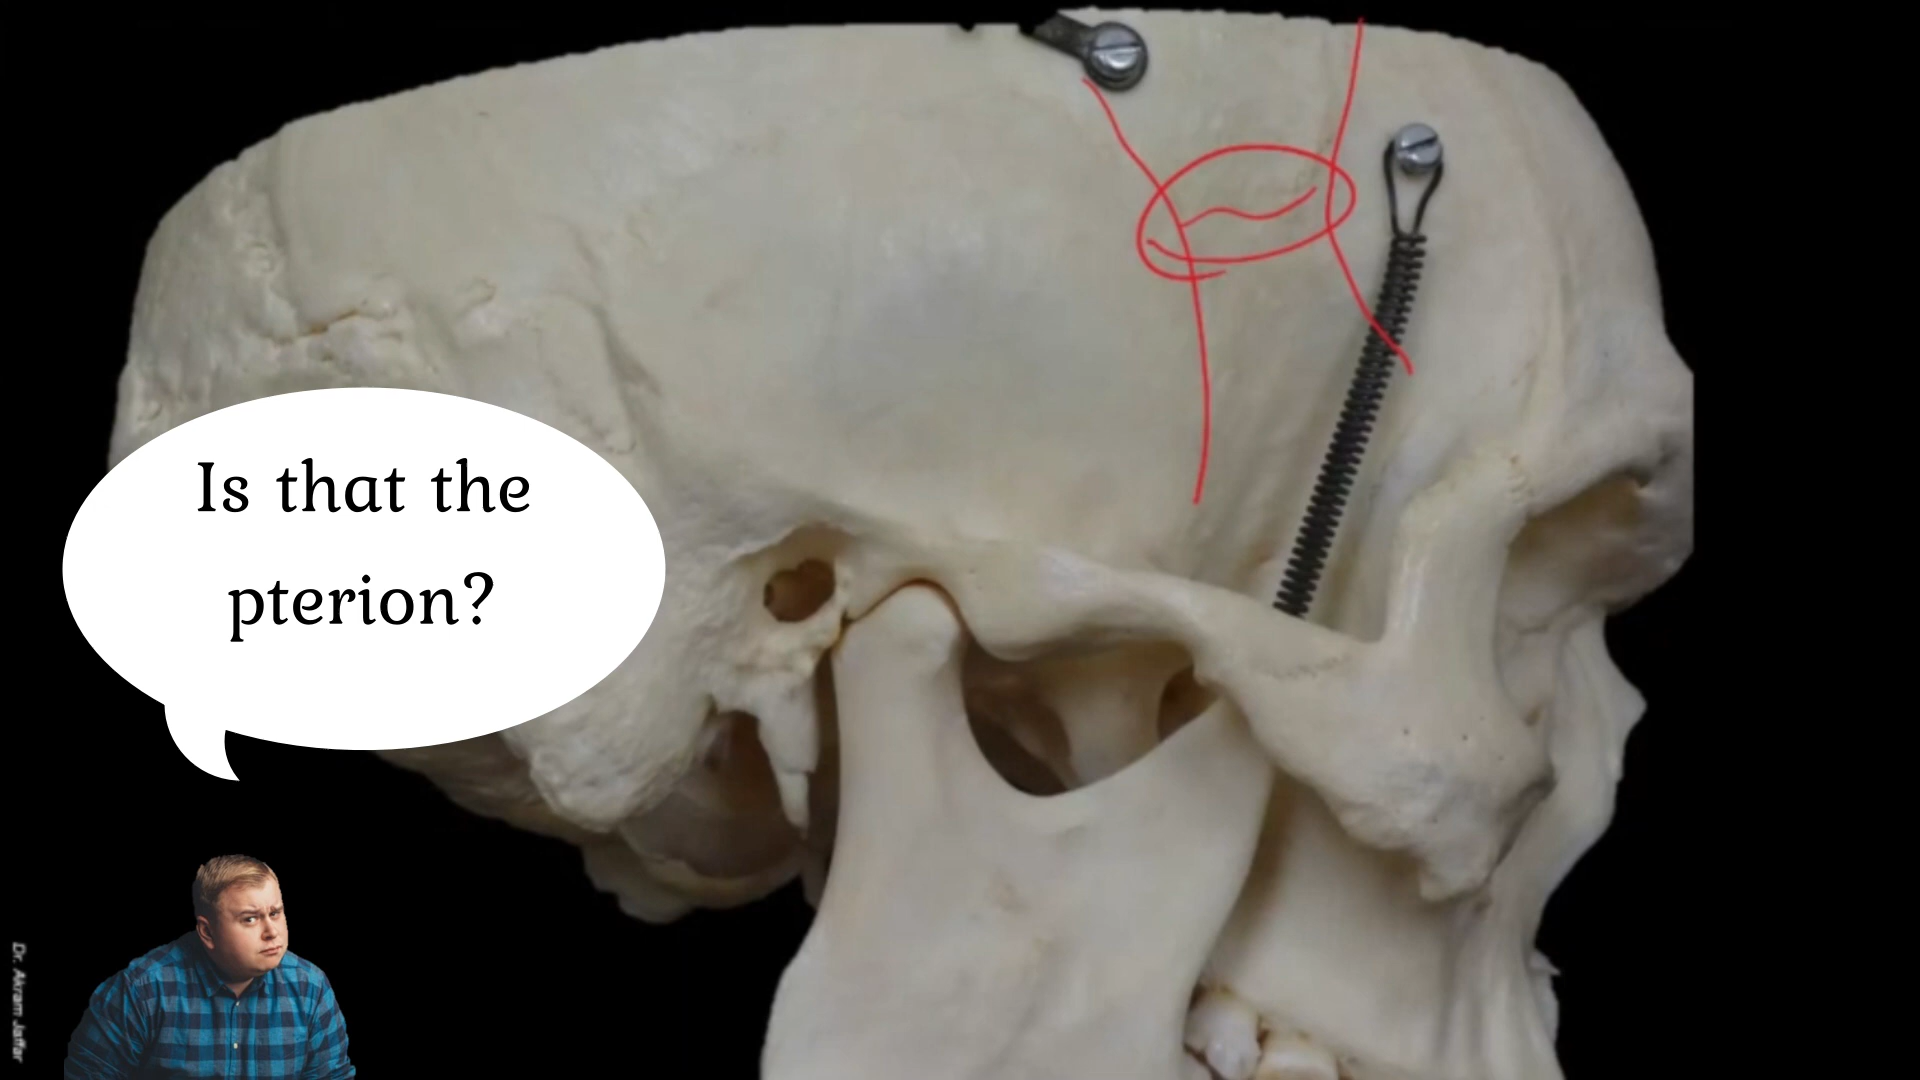 Is that the
pterion?
Dr. Akram Jaffar